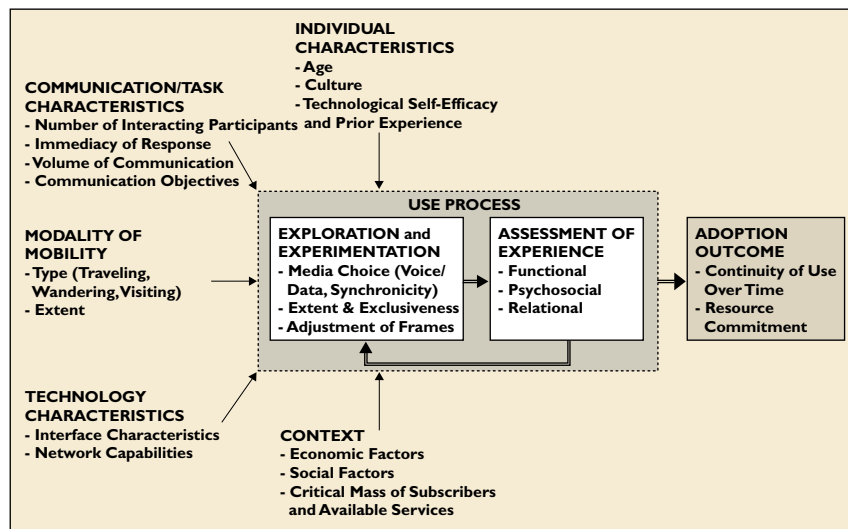 INDIVIDUAL
CHARACTERISTICS
- Age
- Culture
- Technological Self-Efficacy
and Prior Experience
COMMUNICATION/TASK
CHARACTERISTICS
- Number of Interacting Participants
- Immediacy of Response
- Volume of Communication
- Communication Objectives
MODALITY OF
MOBILITY
- Type (Traveling,
Wandering, Visiting)
- Extent
TECHNOLOGY
CHARACTERISTICS
- Interface Characteristics
- Network Capabilities
USE PROCESS
EXPLORATION and
EXPERIMENTATION
- Media Choice (Voice/
Data, Synchronicity)
- Extent & Exclusiveness
- Adjustment of Frames
ASSESSMENT OF
EXPERIENCE
- Functional
- Psychosocial
- Relational
ADOPTION
OUTCOME
- Continuity of Use
Over Time
- Resource
Commitment
CONTEXT
- Economic Factors
- Social Factors
- Critical Mass of Subscribers
and Available Services